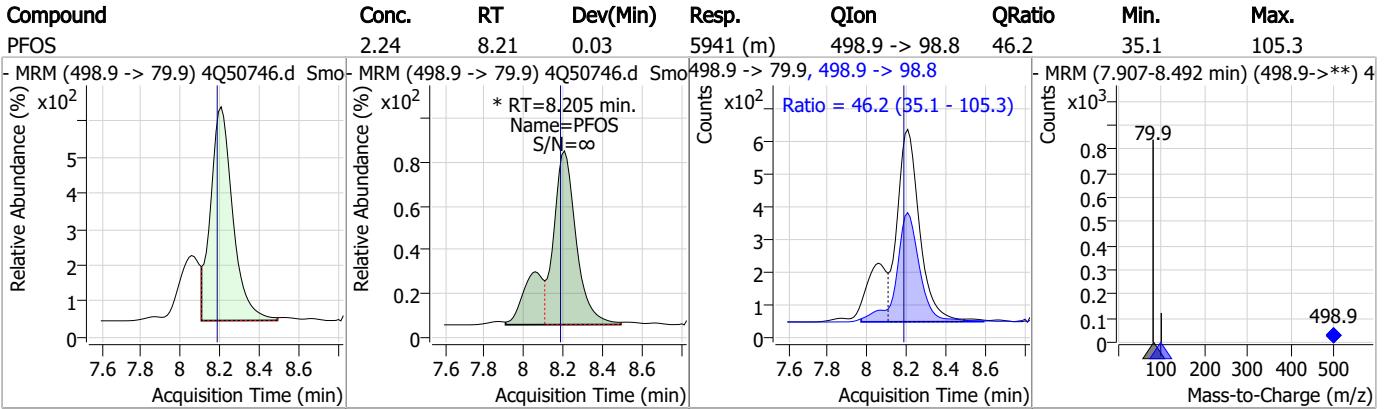 Compound Conc. RT Dev(Min) Resp. QIon QRatio Min. Max.
PFOS 2.24 8.21 0.03 5941 (m) 498.9 -> 98.8 46.2 35.1 105.3
- MRM (498.9 -> 79.9) 4Q50746.d Smo
Relative Abundance (%)
x10²
5
4
3
2
1
0
7.6 7.8 8 8.2 8.4 8.6
Acquisition Time (min)
- MRM (498.9 -> 79.9) 4Q50746.d Smo
Relative Abundance (%)
x10²
* RT=8.205 min.
Name=PFOS
S/N=∞
0.8
0.6
0.4
0.2
0
7.6 7.8 8 8.2 8.4 8.6
Acquisition Time (min)
498.9 -> 79.9, 498.9 -> 98.8
Counts
x10²
Ratio = 46.2 (35.1 - 105.3)
6
5
4
3
2
1
0
7.6 7.8 8 8.2 8.4 8.6
Acquisition Time (min)
- MRM (7.907-8.492 min) (498.9->**) 4
Counts
x10³
79.9
0.8
0.7
0.6
0.5
0.4
0.3
0.2
0.1
0
498.9
100 200 300 400 500
Mass-to-Charge (m/z)